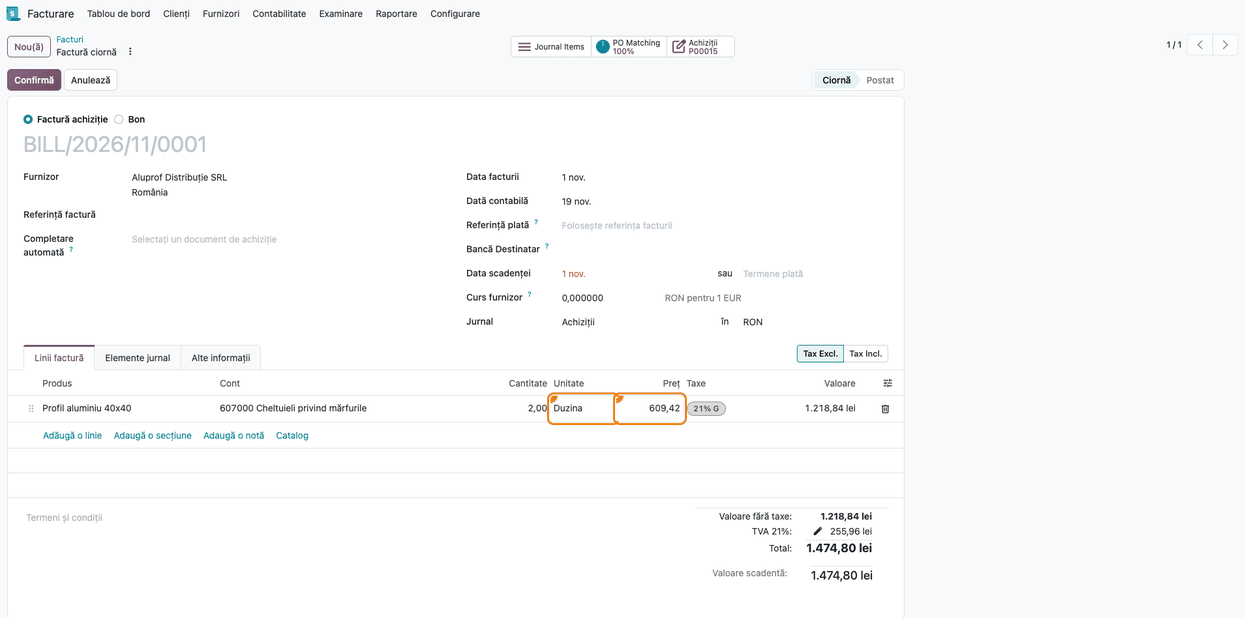 Facturare Tablou de bord Clienți Furnizori Contabilitate Examinare Raportare Configurare
Nou(ă) Facturi
Factură ciornă
Journal Items PO Matching 100% Achiziții P00015
1 / 1
Confirmă Anulează
Ciornă Postat
Factură achiziție Bon
BILL/2026/11/0001
Furnizor Aluprof Distribuție SRL
România
Referință factură
Completare automată ? Selectați un document de achiziție
Data facturii 1 nov.
Dată contabilă 19 nov.
Referință plată ? Folosește referința facturii
Bancă Destinatar ?
Data scadenței 1 nov. sau Termene plată
Curs furnizor ? 0,000000 RON pentru 1 EUR
Jurnal Achiziții în RON
Linii factură Elemente jurnal Alte informații
Tax Excl. Tax Incl.
Produs Cont Cantitate Unitate Preț Taxe Valoare
Profil aluminiu 40x40 607000 Cheltuieli privind mărfurile 2,00 Duzina 609,42 21% G 1.218,84 lei
Adăugă o linie Adaugă o secțiune Adaugă o notă Catalog
Termeni și condiții
Valoare fără taxe: 1.218,84 lei
TVA 21%: 255,96 lei
Total: 1.474,80 lei
Valoare scadentă: 1.474,80 lei